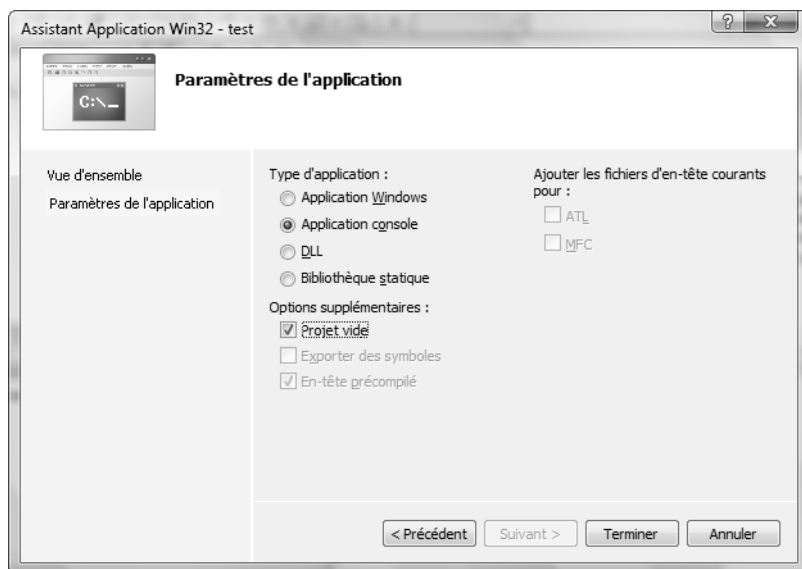 Assistant Application Win32 - test
C:\_
Paramètres de l'application
Vue d'ensemble
Paramètres de l'application
Type d'application :
Application Windows
Application console
DLL
Bibliothèque statique
Options supplémentaires :
Projet vide
Exporter des symboles
En-tête précompilé
Ajouter les fichiers d'en-tête courants
pour :
ATL
MFC
< Précédent
Suivant >
Terminer
Annuler